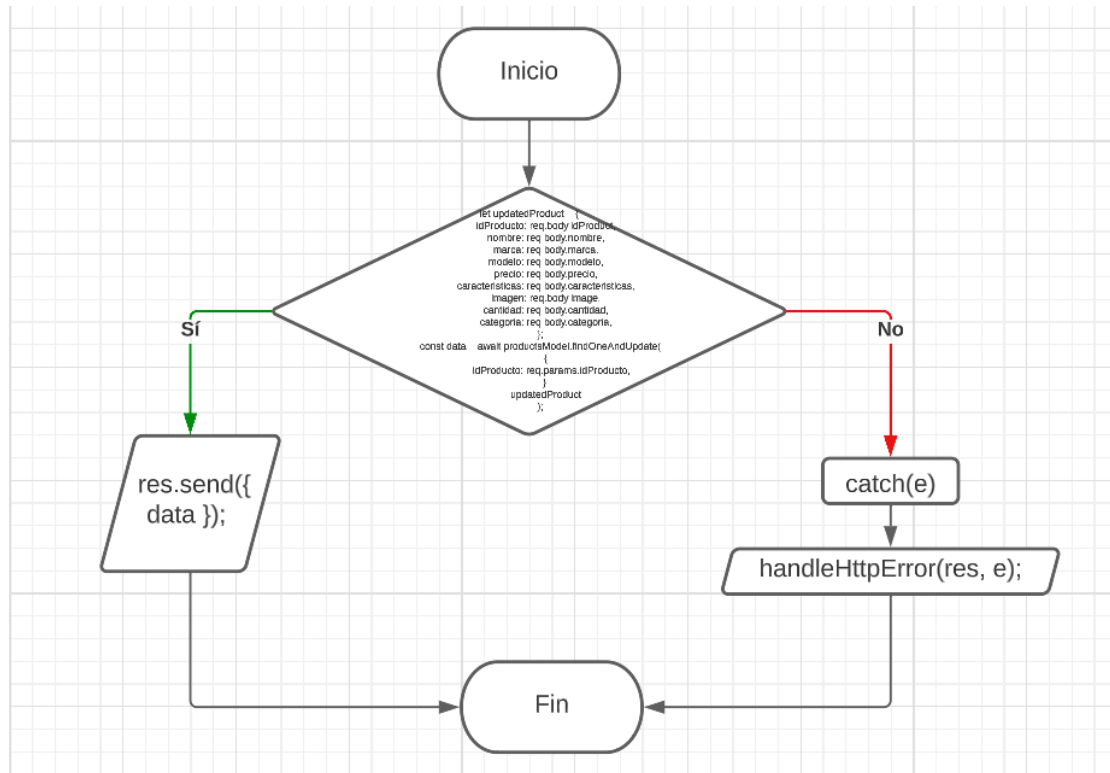 Inicio
let updatedProduct {
idProducto: req.body idProduct,
nombre: req body.nombre,
marca: req body.marca.
modelo: req body.modelo,
precio: req body.precio,
caracteristicas: req body.caracteristicas,
imagen: req.body image.
cantidad: req body.cantidad,
categoria: req body.categoria,
};
const data await productsModel.findOneAndUpdate(
{
idProducto: req.params.idProducto,
}
updatedProduct
);
Sí
No
res.send({
data });
catch(e)
handleHttpError(res, e);
Fin